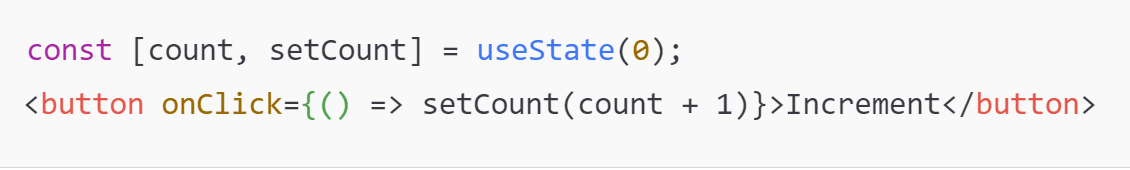 const [count, setCount] = useState(0);
<button onClick={() => setCount(count + 1)}>Increment</button>